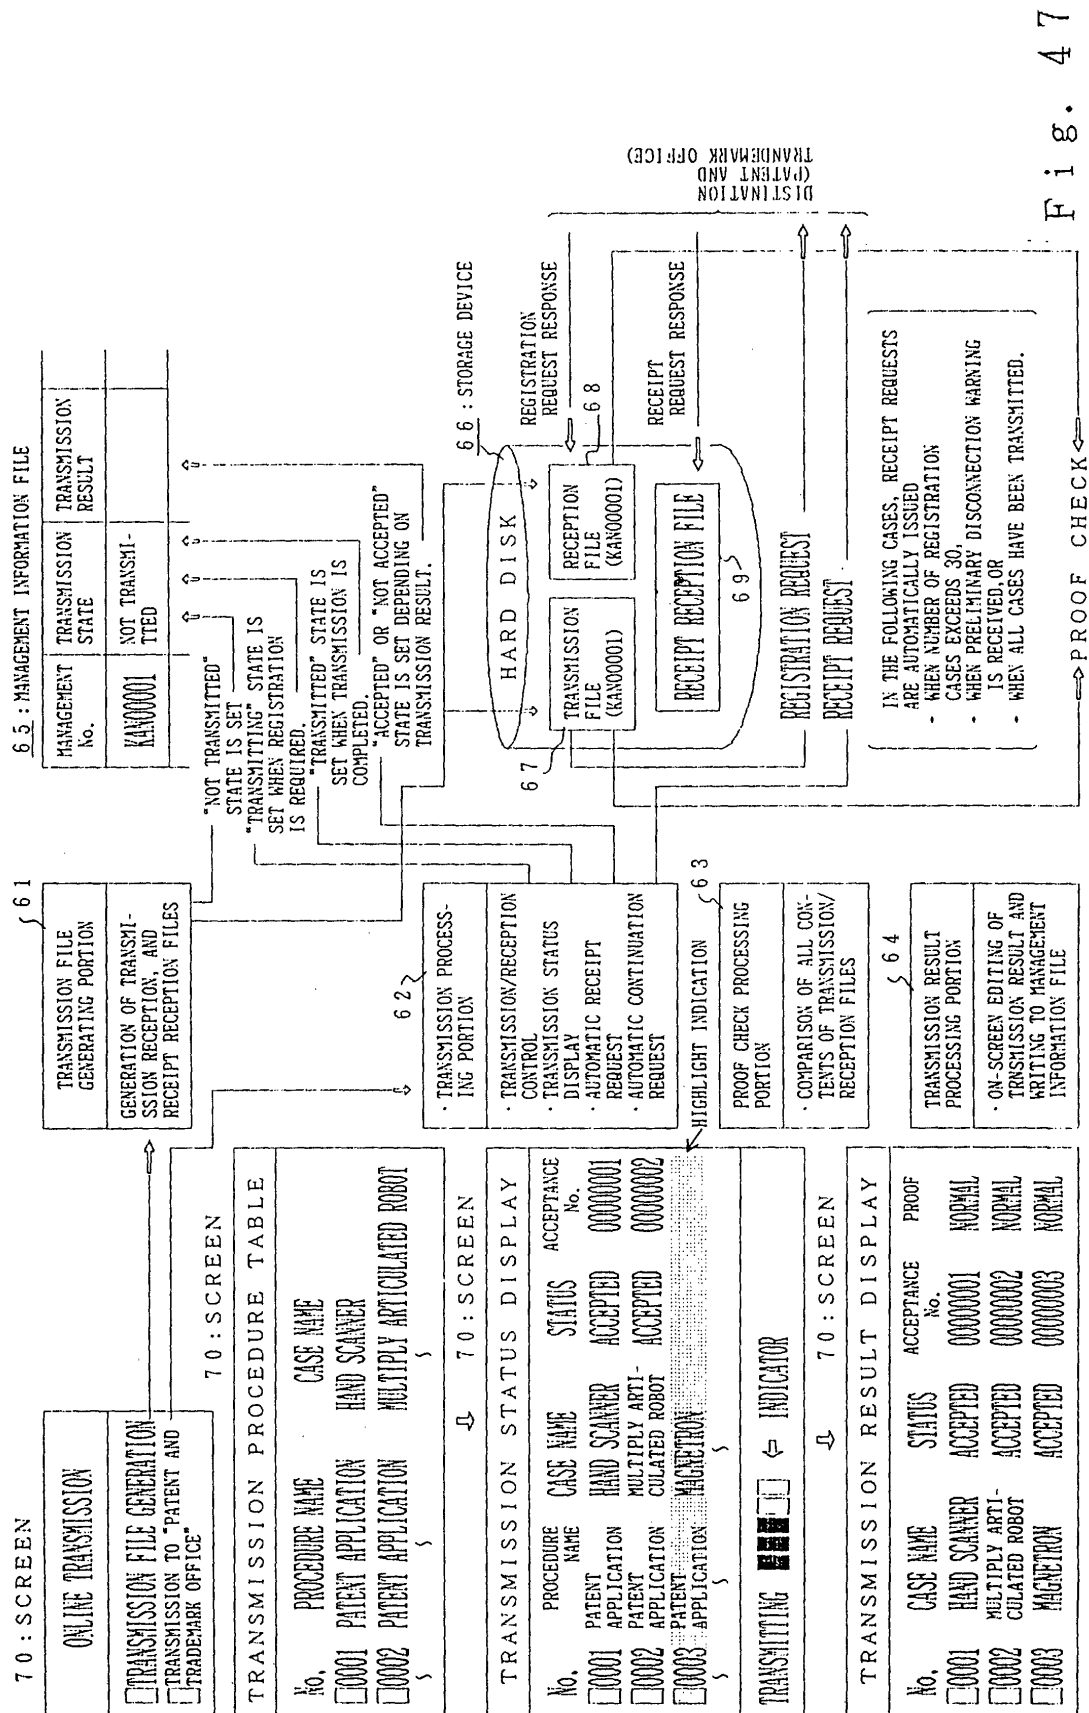 70:SCREEN
ONLINE TRANSMISSION
TRANSMISSION FILE GENERATION
TRANSMISSION TO "PATENT AND
TRADEMARK OFFICE"
70:SCREEN
TRANSMISSION PROCEDURE TABLE
No. PROCEDURE NAME CASE NAME
0001 PATENT APPLICATION HAND SCANNER
0002 PATENT APPLICATION MULTIPLY ARTICULATED ROBOT
70:SCREEN
TRANSMISSION STATUS DISPLAY
No. PROCEDURE NAME CASE NAME STATUS ACCEPTANCE No.
0001 PATENT APPLICATION HAND SCANNER ACCEPTED 00000001
0002 PATENT APPLICATION MULTIPLY ARTI-
CULATED ROBOT ACCEPTED 00000002
0003 PATENT APPLICATION MAGNETRON
HIGHLIGHT INDICATION
TRANSMITTING INDICATOR
70:SCREEN
TRANSMISSION RESULT DISPLAY
No. CASE NAME STATUS ACCEPTANCE No. PROOF
0001 HAND SCANNER ACCEPTED 00000001 NORMAL
0002 MULTIPLY ARTI-
CULATED ROBOT ACCEPTED 00000002 NORMAL
0003 MAGNETRON ACCEPTED 00000003 NORMAL
61
TRANSMISSION FILE
GENERATING PORTION
GENERATION OF TRANSMI-
SSION RECEPTION, AND
RECEIPT RECEPTION FILES
62
· TRANSMISSION PROCESS-
ING PORTION
· TRANSMISSION/RECEPTION
CONTROL
· TRANSMISSION STATUS
DISPLAY
· AUTOMATIC RECEIPT
REQUEST
· AUTOMATIC CONTINUATION
REQUEST
63
PROOF CHECK PROCESSING
PORTION
· COMPARISON OF ALL CON-
TENTS OF TRANSMISSION/
RECEPTION FILES
64
TRANSMISSION RESULT
PROCESSING PORTION
· ON-SCREEN EDITING OF
TRNSMISSION RESULT AND
WRITING TO MANAGEMENT
INFORMATION FILE
65:MANAGEMENT INFORMATION FILE
MANAGEMENT No. TRANSMISSION STATE TRANSMISSION RESULT
KAN00001 NOT TRANSMI-
TTED
"NOT TRANSMITTED"
STATE IS SET
"TRANSMITTING" STATE IS
SET WHEN REGISTRATION
IS REQUIRED.
"TRANSMITTED" STATE IS
SET WHEN TRANSMISSION IS
COMPLETED.
"ACCEPTED" OR "NOT ACCEPTED"
STATE IS SET DEPENDING ON
TRANSMISSION RESULT.
66:STORAGE DEVICE
HARD DISK
67
TRANSMISSION
FILE
(KAN00001)
RECEPTION
FILE
(KAN00001)
68
RECEIPT RECEPTION FILE
69
REGISTRATION
REQUEST RESPONSE
RECEIPT
REQUEST RESPONSE
REGISTRATION REQUEST
RECEIPT REQUEST
DISTINATION
(PATENT AND
TRANDEMARK OFFICE)
IN THE FOLLOWING CASES, RECEIPT REQUESTS
ARE AUTOMATICALLY ISSUED
· WHEN NUMBER OF REGISTRATION
CASES EXCEEDS 30,
· WHEN PRELIMINARY DISCONNECTION WARNING
IS RECEIVED,OR
· WHEN ALL CASES HAVE BEEN TRANSMITTED.
PROOF CHECK
Fig. 47